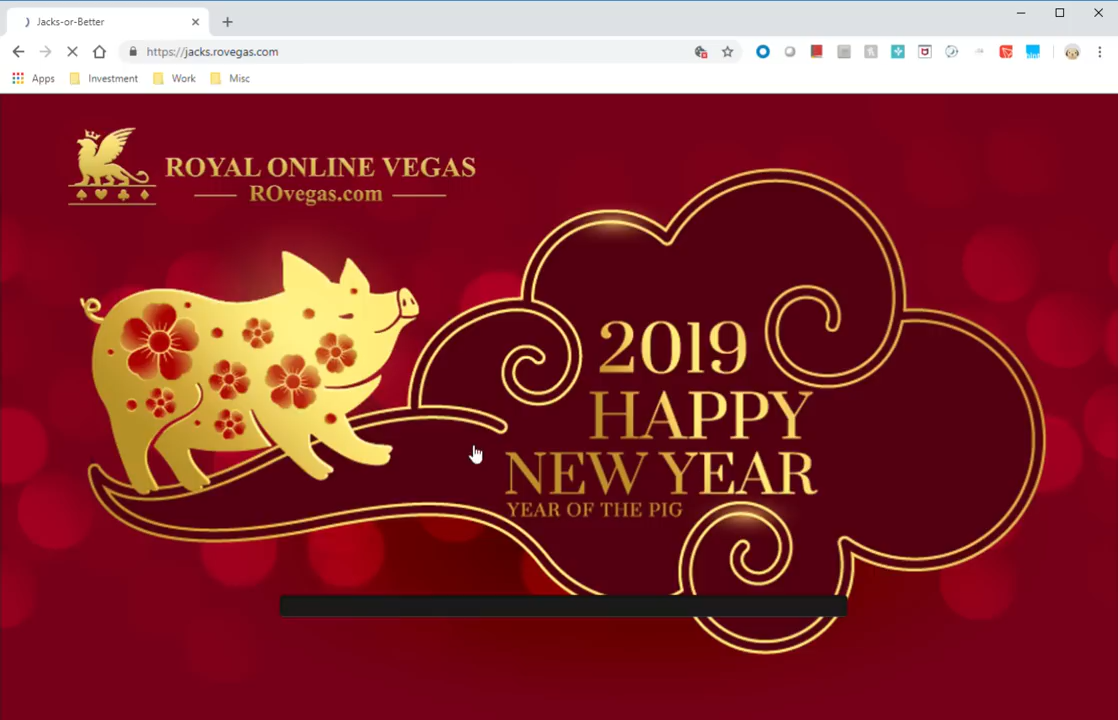 Jacks-or-Better
https://jacks.rovegas.com
Apps Investment Work Misc
ROYAL ONLINE VEGAS
ROvegas.com
2019
HAPPY
NEW YEAR
YEAR OF THE PIG